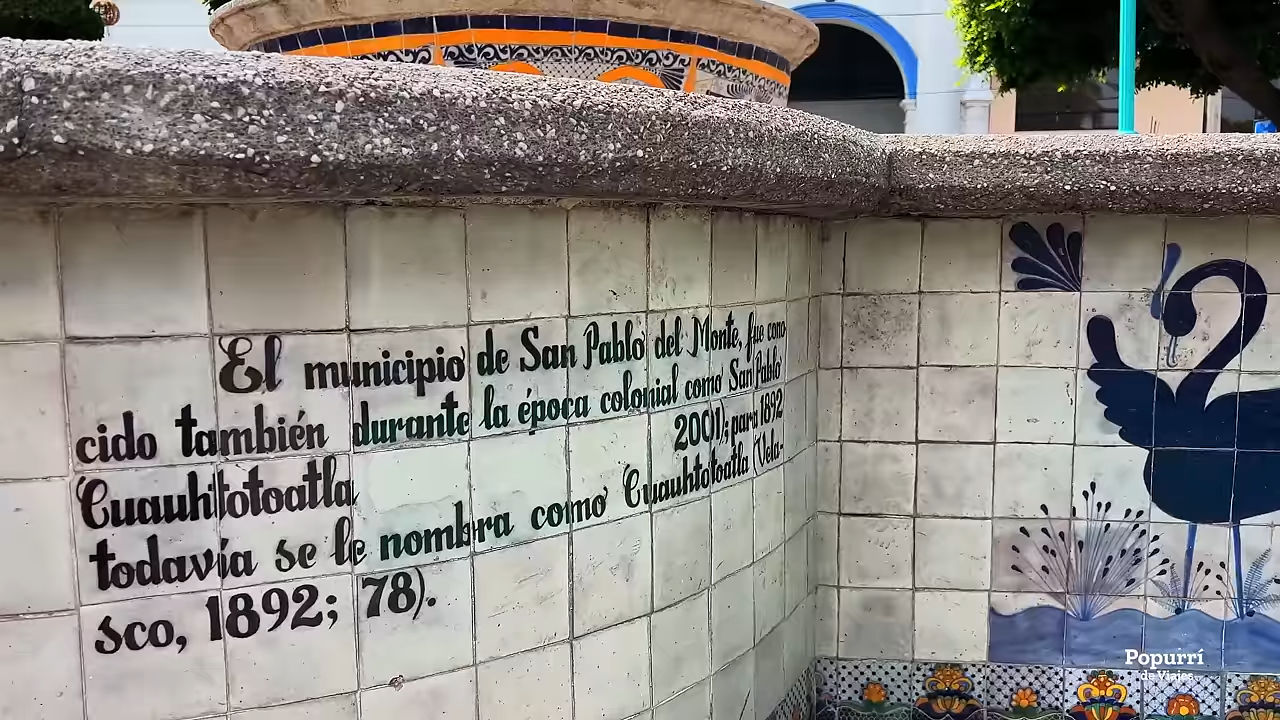 El municipio de San Pablo del Monte, fue cono
cido también durante la época colonial como San Pablo
Cuauhtotoatla 2001); para 1892
todavía se le nombra como Cuauhtotoatla (Vela-
sco, 1892; 78).
Popurrí
de Viajes